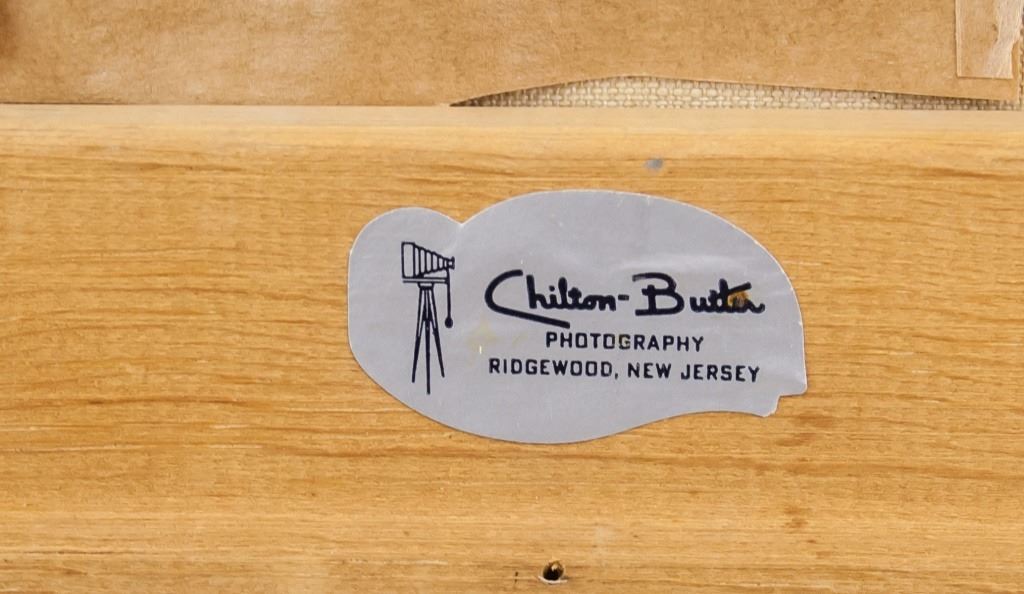 Chilton-Butler
PHOTOGRAPHY
RIDGEWOOD, NEW JERSEY